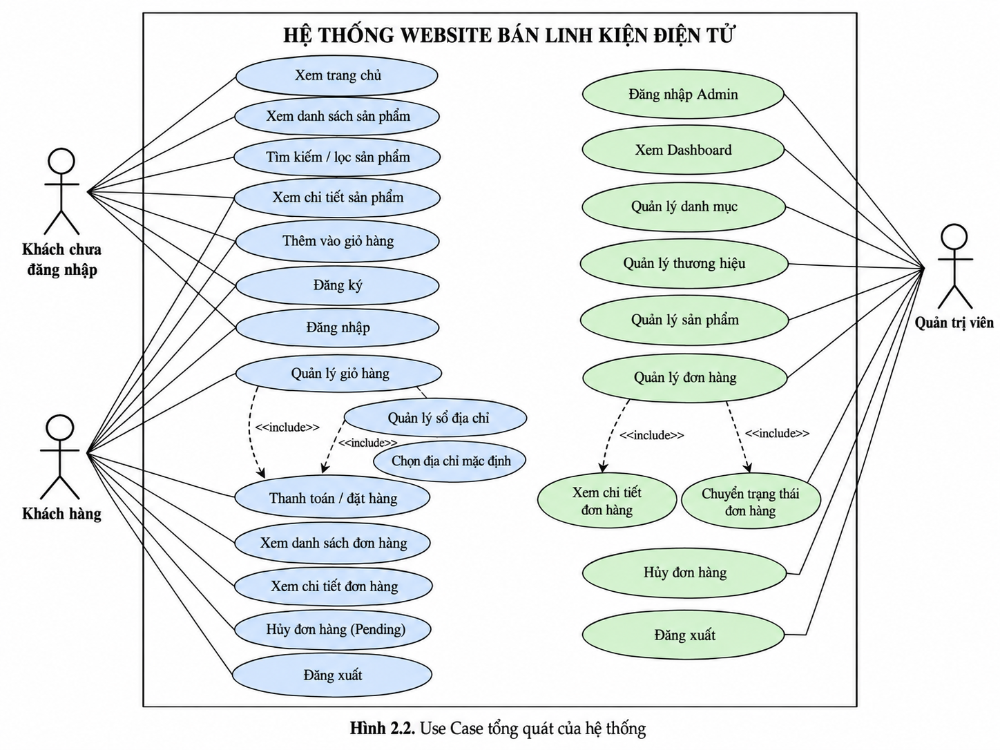 HỆ THỐNG WEBSITE BÁN LINH KIỆN ĐIỆN TỬ
Khách chưa
đăng nhập
Khách hàng
Xem trang chủ
Xem danh sách sản phẩm
Tìm kiếm / lọc sản phẩm
Xem chi tiết sản phẩm
Thêm vào giỏ hàng
Đăng ký
Đăng nhập
Quản lý giỏ hàng
<<include>>
Quản lý sổ địa chỉ
<<include>>
Chọn địa chỉ mặc định
Thanh toán / đặt hàng
Xem danh sách đơn hàng
Xem chi tiết đơn hàng
Hủy đơn hàng (Pending)
Đăng xuất
Đăng nhập Admin
Xem Dashboard
Quản lý danh mục
Quản lý thương hiệu
Quản lý sản phẩm
Quản lý đơn hàng
<<include>>
<<include>>
Xem chi tiết
đơn hàng
Chuyển trạng thái
đơn hàng
Hủy đơn hàng
Đăng xuất
Quản trị viên
Hình 2.2. Use Case tổng quát của hệ thống